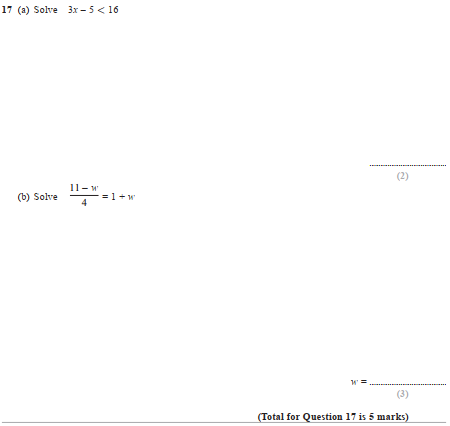 17 (a) Solve 3x – 5 < 16
(2)
(b) Solve (11 – w)/4 = 1 + w
w =
(3)
(Total for Question 17 is 5 marks)